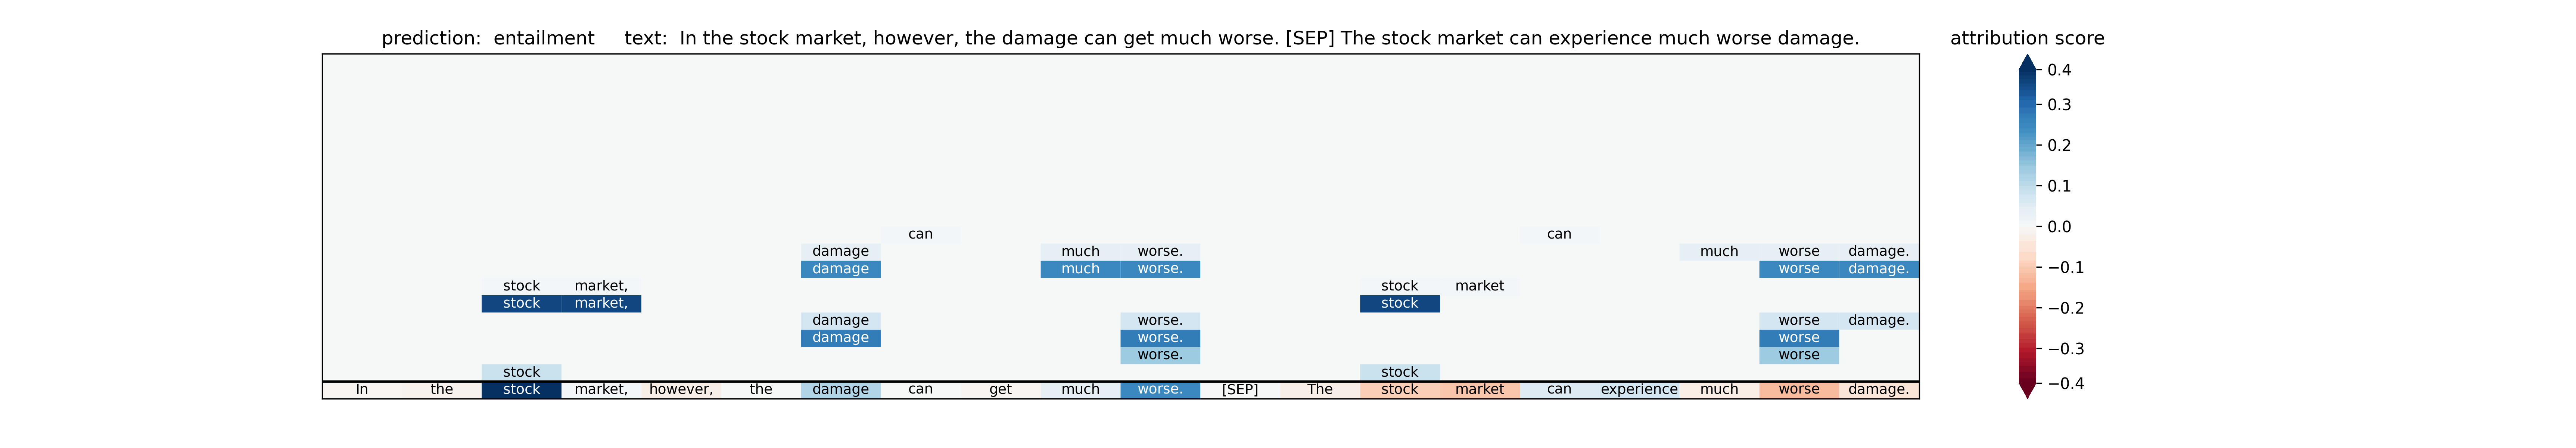 prediction:  entailment     text:  In the stock market, however, the damage can get much worse. [SEP] The stock market can experience much worse damage.
attribution score
can can
damage much worse. much worse damage.
damage much worse. worse damage.
stock market, stock market
stock market, stock
damage worse. worse damage.
damage worse. worse
worse. worse
stock stock
In the stock market, however, the damage can get much worse. [SEP] The stock market can experience much worse damage.
0.4
0.3
0.2
0.1
0.0
−0.1
−0.2
−0.3
−0.4